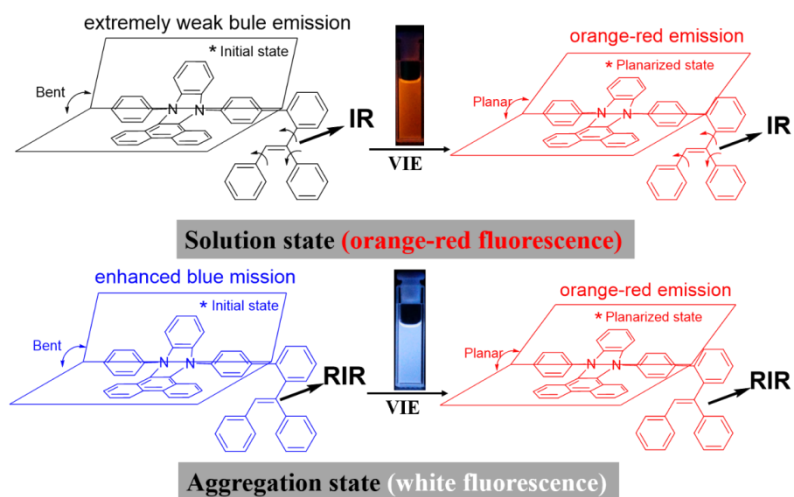 extremely weak bule emission
* Initial state
Bent
N N
IR
VIE
orange-red emission
* Planarized state
Planar
N N
IR
Solution state (orange-red fluorescence)
enhanced blue mission
* Initial state
Bent
N N
RIR
VIE
orange-red emission
* Planarized state
Planar
N N
RIR
Aggregation state (white fluorescence)